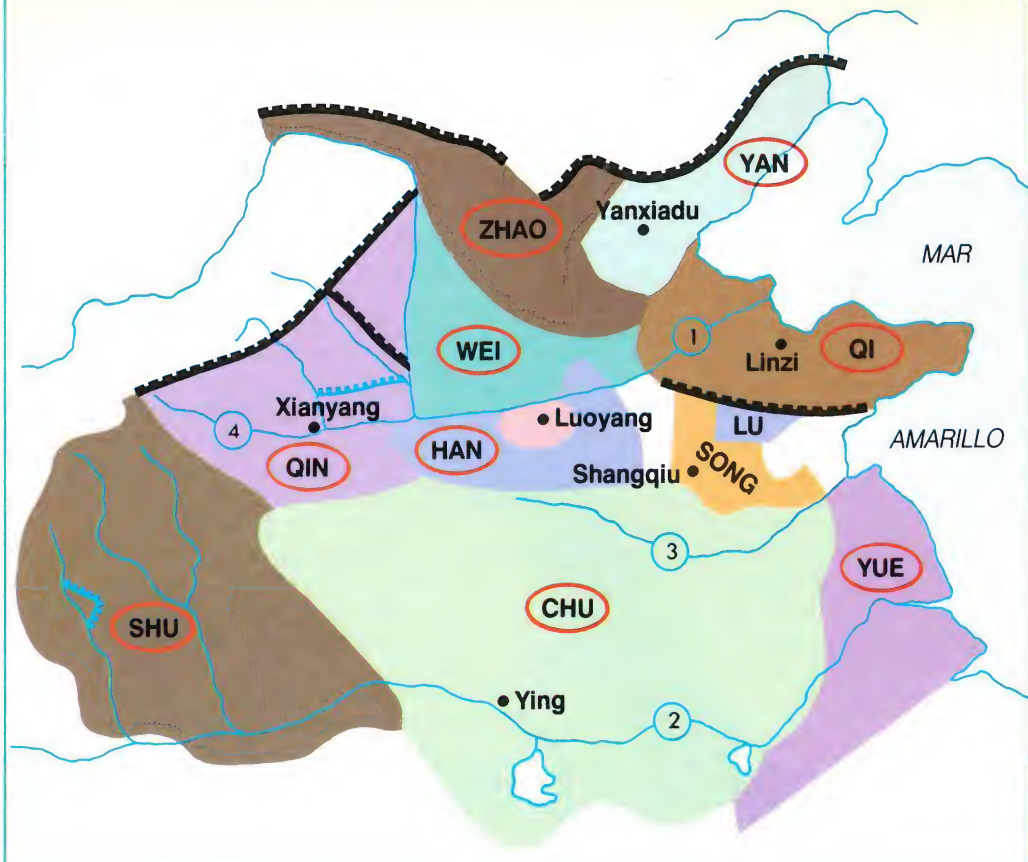 YAN
Yanxiadu
ZHAO
MAR
1
WEI
Linzi
QI
Xianyang
Luoyang
LU
4
HAN
AMARILLO
QIN
Shangqiu
SONG
3
YUE
CHU
SHU
Ying
2